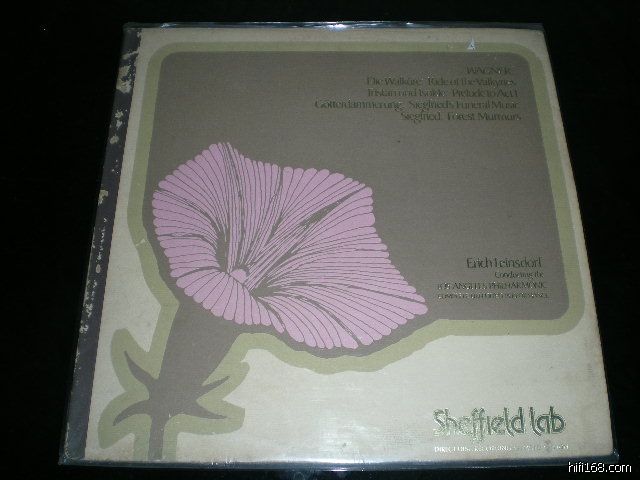 WAGNER:
Die Walküre: Ride of the Valkyries
Tristan und Isolde: Prelude to Act I
Götterdämmerung: Siegfried's Funeral Music
Siegfried: Forest Murmurs
Erich Leinsdorf
Conducting the
LOS ANGELES PHILHARMONIC
Sheffield Lab
hifi168.com